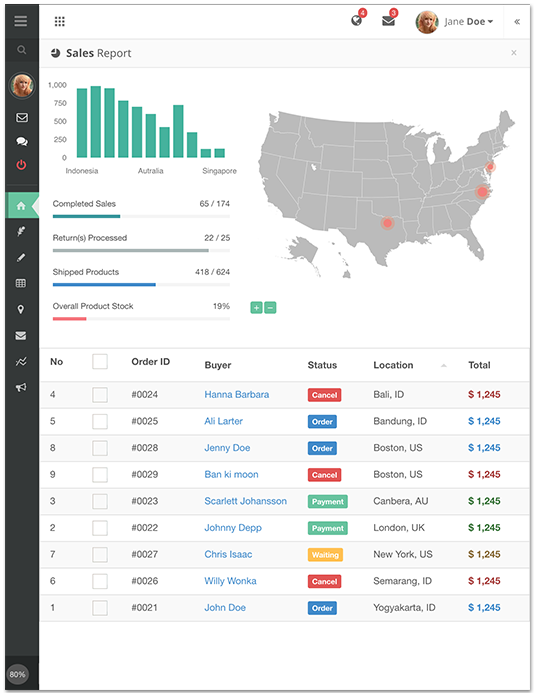 4
3
Jane Doe
«
Sales Report
×
1,000
750
500
250
0
Indonesia Autralia Singapore
Completed Sales 65 / 174
Return(s) Processed 22 / 25
Shipped Products 418 / 624
Overall Product Stock 19%
+ −
No Order ID Buyer Status Location Total
4 #0024 Hanna Barbara Cancel Bali, ID $ 1,245
5 #0025 Ali Larter Order Bandung, ID $ 1,245
8 #0028 Jenny Doe Order Boston, US $ 1,245
9 #0029 Ban ki moon Cancel Boston, US $ 1,245
3 #0023 Scarlett Johansson Payment Canbera, AU $ 1,245
2 #0022 Johnny Depp Payment London, UK $ 1,245
7 #0027 Chris Isaac Waiting New York, US $ 1,245
6 #0026 Willy Wonka Cancel Semarang, ID $ 1,245
1 #0021 John Doe Order Yogyakarta, ID $ 1,245
80%